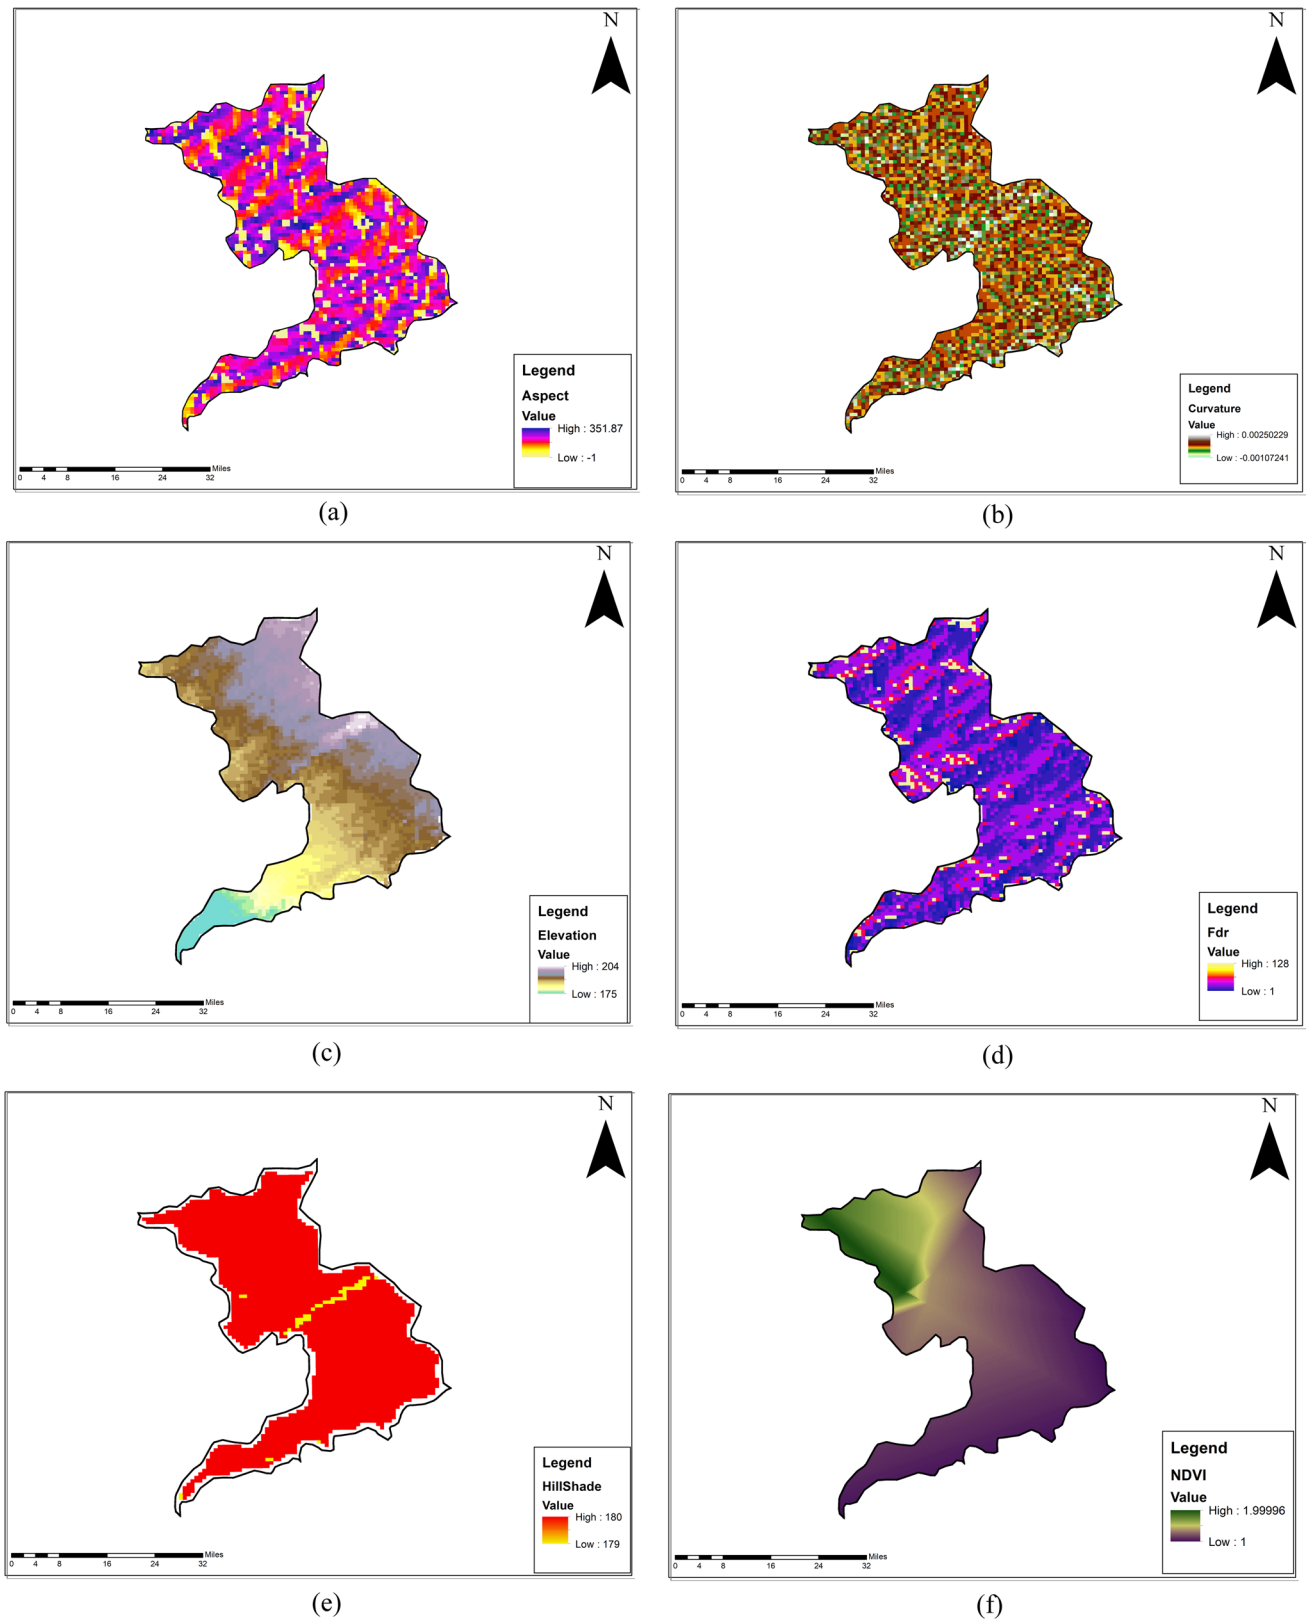 N
Legend
Aspect
Value
High : 351.87
Low : -1
Miles
0 4 8 16 24 32
(a)
N
Legend
Curvature
Value
High : 0.00250229
Low : -0.00107241
Miles
0 4 8 16 24 32
(b)
N
Legend
Elevation
Value
High : 204
Low : 175
Miles
0 4 8 16 24 32
(c)
N
Legend
Fdr
Value
High : 128
Low : 1
Miles
0 4 8 16 24 32
(d)
N
Legend
HillShade
Value
High : 180
Low : 179
Miles
0 4 8 16 24 32
(e)
N
Legend
NDVI
Value
High : 1.99996
Low : 1
Miles
0 4 8 16 24 32
(f)